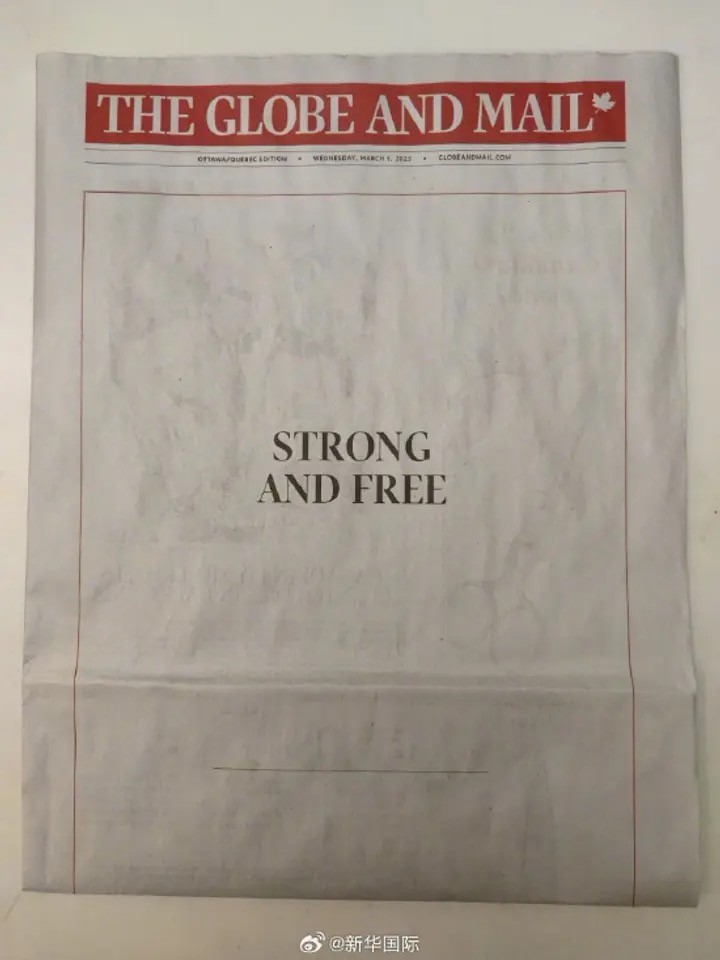 THE GLOBE AND MAIL
OTTAWA/QUEBEC EDITION • WEDNESDAY, MARCH 5, 2025 • GLOBEANDMAIL.COM
STRONG
AND FREE
@新华国际